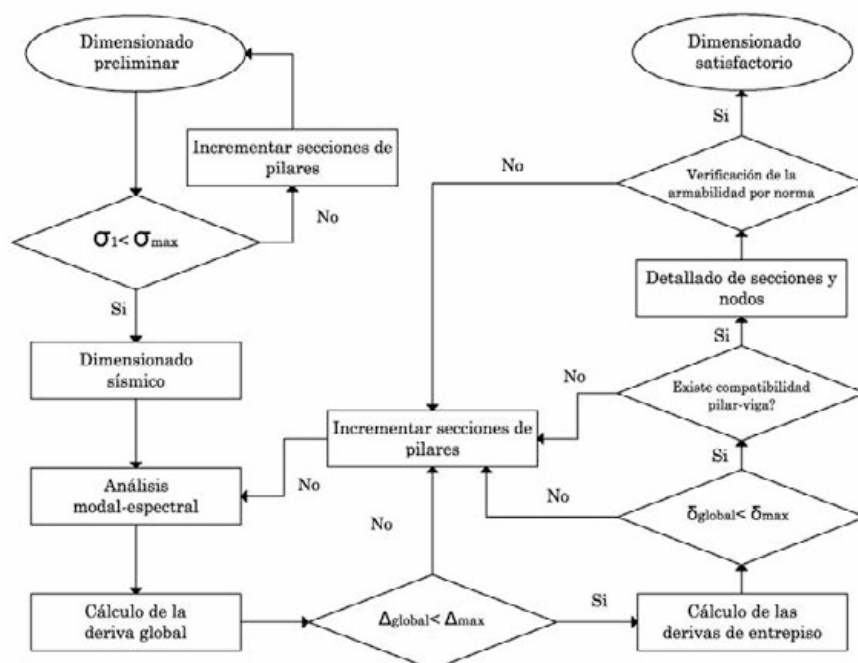 Dimensionado
preliminar
Incrementar secciones de
pilares
No
σ1< σmax
Si
Dimensionado
sísmico
Análisis
modal-espectral
Cálculo de la
deriva global
Δglobal< Δmax
No
Si
Incrementar secciones de
pilares
No
Cálculo de las
derivas de entrepiso
δglobal< δmax
No
Si
Existe compatibilidad
pilar-viga?
No
Si
Detallado de secciones y
nodos
Verificación de la
armabilidad por norma
No
Si
Dimensionado
satisfactorio